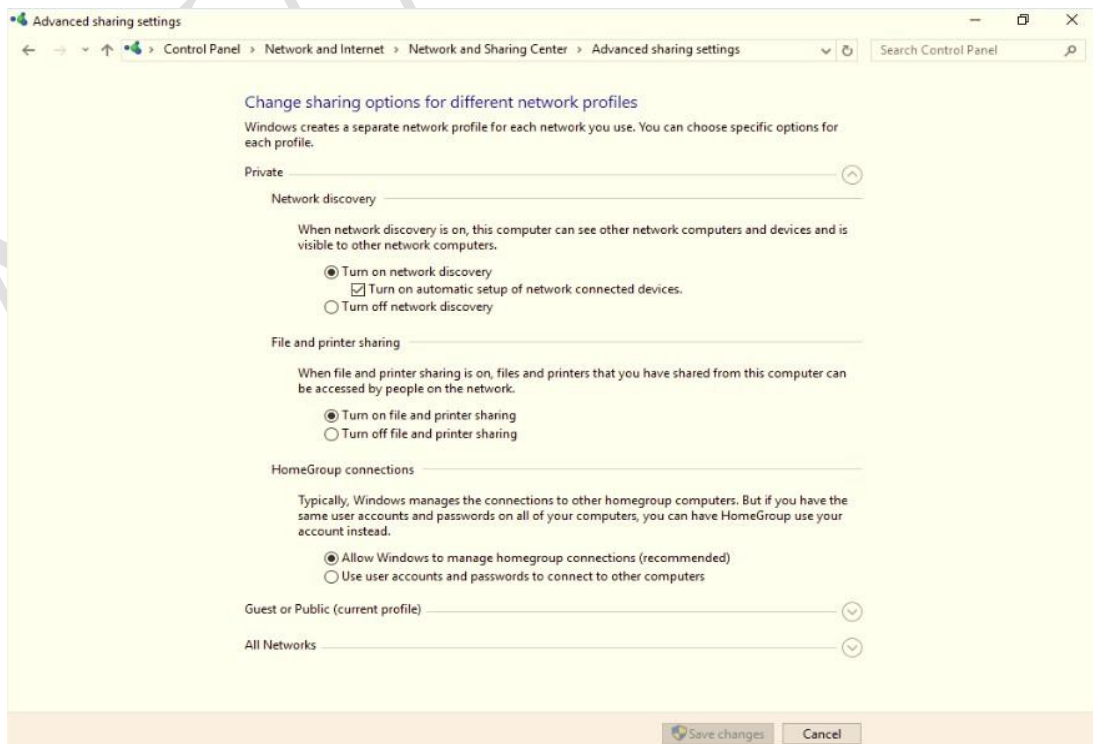 Advanced sharing settings
Control Panel > Network and Internet > Network and Sharing Center > Advanced sharing settings
Search Control Panel
Change sharing options for different network profiles
Windows creates a separate network profile for each network you use. You can choose specific options for
each profile.
Private
Network discovery
When network discovery is on, this computer can see other network computers and devices and is
visible to other network computers.
Turn on network discovery
Turn on automatic setup of network connected devices.
Turn off network discovery
File and printer sharing
When file and printer sharing is on, files and printers that you have shared from this computer can
be accessed by people on the network.
Turn on file and printer sharing
Turn off file and printer sharing
HomeGroup connections
Typically, Windows manages the connections to other homegroup computers. But if you have the
same user accounts and passwords on all of your computers, you can have HomeGroup use your
account instead.
Allow Windows to manage homegroup connections (recommended)
Use user accounts and passwords to connect to other computers
Guest or Public (current profile)
All Networks
Save changes
Cancel